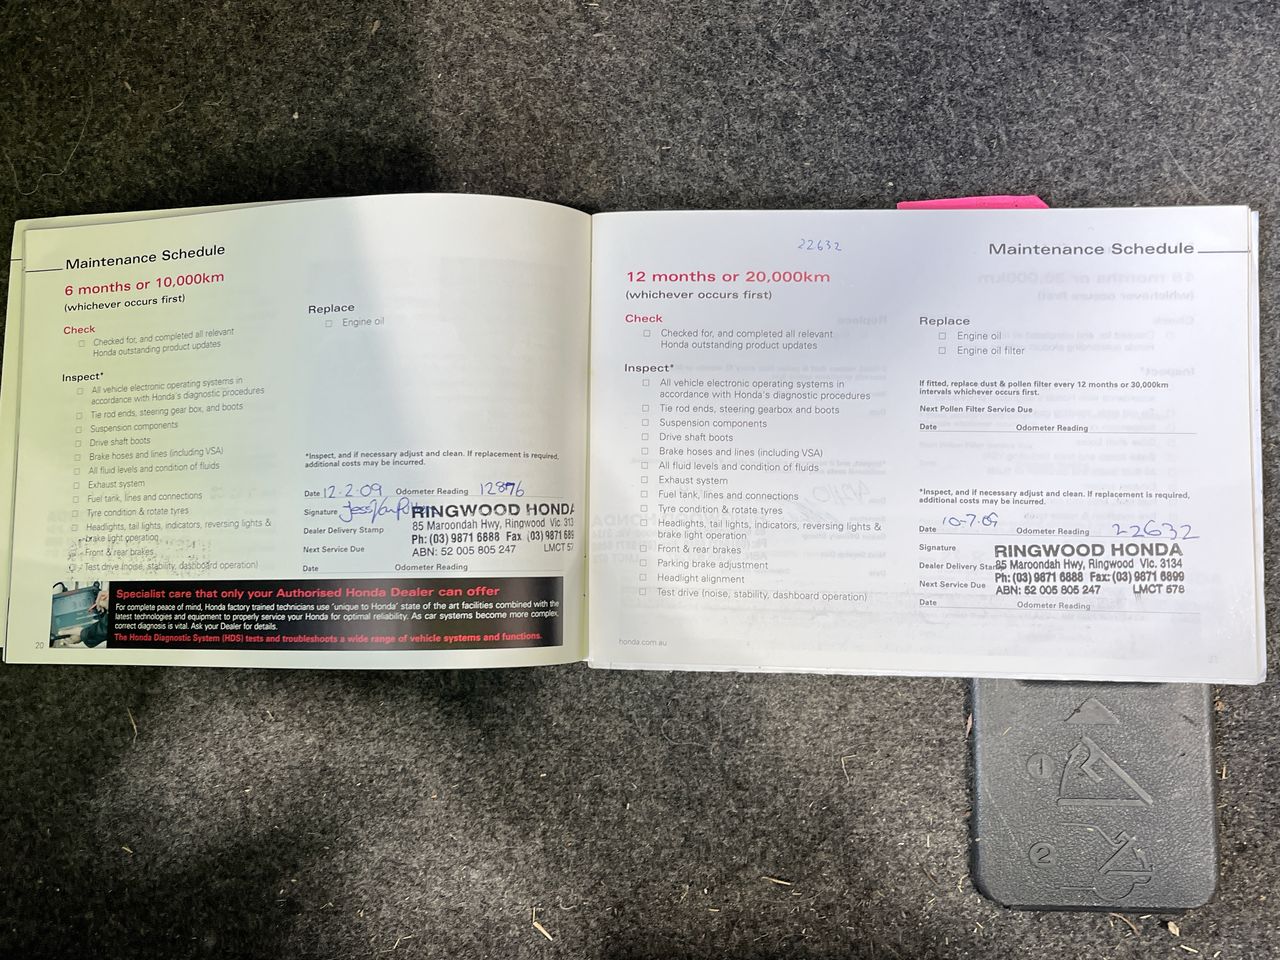 Maintenance Schedule
6 months or 10,000km
(whichever occurs first)
Check
Checked for, and completed all relevant
Honda outstanding product updates
Inspect*
All vehicle electronic operating systems in
accordance with Honda's diagnostic procedures
Tie rod ends, steering gear box, and boots
Suspension components
Drive shaft boots
Brake hoses and lines (including VSA)
All fluid levels and condition of fluids
Exhaust system
Fuel tank, lines and connections
Tyre condition & rotate tyres
Headlights, tail lights, indicators, reversing lights &
brake light operation
Front & rear brakes
Test drive (noise, stability, dashboard operation)
Replace
Engine oil
*Inspect, and if necessary adjust and clean. If replacement is required,
additional costs may be incurred.
Date 12-2-09 Odometer Reading 12876
Signature
Dealer Delivery Stamp
Next Service Due
Date Odometer Reading
RINGWOOD HONDA
85 Maroondah Hwy, Ringwood Vic 313
Ph: (03) 9871 6888 Fax (03) 9871 689
ABN: 52 005 805 247 LMCT 57
Specialist care that only your Authorised Honda Dealer can offer
For complete peace of mind, Honda factory trained technicians use 'unique to Honda' state of the art facilities combined with the
latest technologies and equipment to properly service your Honda for optimal reliability. As car systems become more complex,
correct diagnosis is vital. Ask your Dealer for details.
The Honda Diagnostic System (HDS) tests and troubleshoots a wide range of vehicle systems and functions.
20
22632
Maintenance Schedule
12 months or 20,000km
(whichever occurs first)
Check
Checked for, and completed all relevant
Honda outstanding product updates
Inspect*
All vehicle electronic operating systems in
accordance with Honda's diagnostic procedures
Tie rod ends, steering gearbox and boots
Suspension components
Drive shaft boots
Brake hoses and lines (including VSA)
All fluid levels and condition of fluids
Exhaust system
Fuel tank, lines and connections
Tyre condition & rotate tyres
Headlights, tail lights, indicators, reversing lights &
brake light operation
Front & rear brakes
Parking brake adjustment
Headlight alignment
Test drive (noise, stability, dashboard operation)
honda.com.au
Replace
Engine oil
Engine oil filter
If fitted, replace dust & pollen filter every 12 months or 30,000km
intervals whichever occurs first.
Next Pollen Filter Service Due
Date Odometer Reading
*Inspect, and if necessary adjust and clean. If replacement is required,
additional costs may be incurred.
Date 10-7-09 Odometer Reading 22632
Signature
Dealer Delivery Stamp
Next Service Due
Date Odometer Reading
RINGWOOD HONDA
85 Maroondah Hwy, Ringwood Vic. 3134
Ph: (03) 9871 6888 Fax: (03) 9871 6899
ABN: 52 005 805 247 LMCT 578
1
2